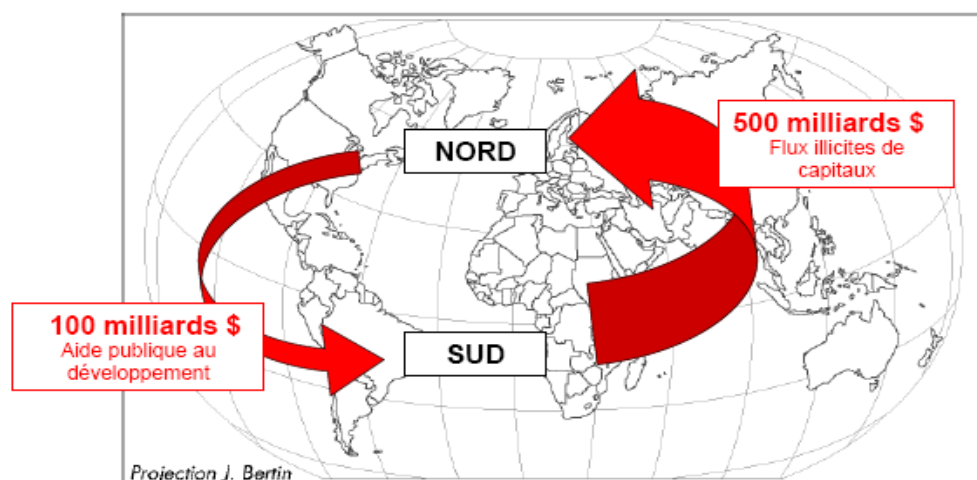 500 milliards $
Flux illicites de
capitaux
NORD
100 milliards $
Aide publique au
développement
SUD
Projection J. Bertin